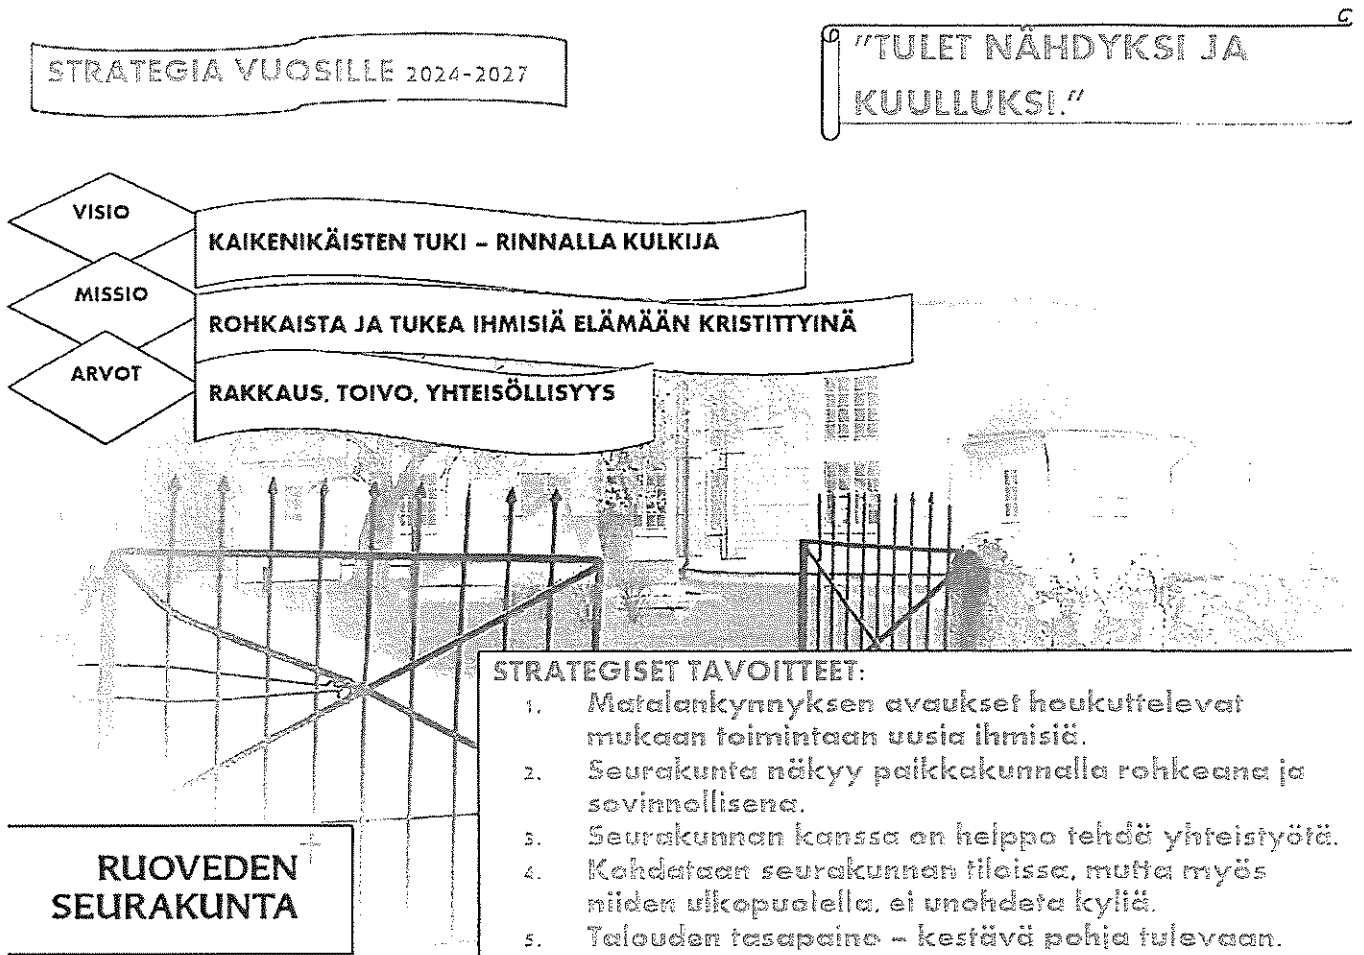 STRATEGIA VUOSILLE 2024-2027
"TULET NÄHDYKSI JA
KUULLUKSI."
VISIO
KAIKENIKÄISTEN TUKI – RINNALLA KULKIJA
MISSIO
ROHKAISTA JA TUKEA IHMISIÄ ELÄMÄÄN KRISTITTYINÄ
ARVOT
RAKKAUS, TOIVO, YHTEISÖLLISYYS
STRATEGISET TAVOITTEET:
1. Matalankynnyksen avaukset houkuttelevat
mukaan toimintaan uusia ihmisiä.
2. Seurakunta näkyy paikkakunnalla rohkeana ja
sovinnollisena.
3. Seurakunnan kanssa on helppo tehdä yhteistyötä.
4. Kohdataan seurakunnan tiloissa, mutta myös
niiden ulkopuolella, ei unohdeta kyliä.
5. Talouden tasapaino – kestävä pohja tulevaan.
RUOVEDEN
SEURAKUNTA